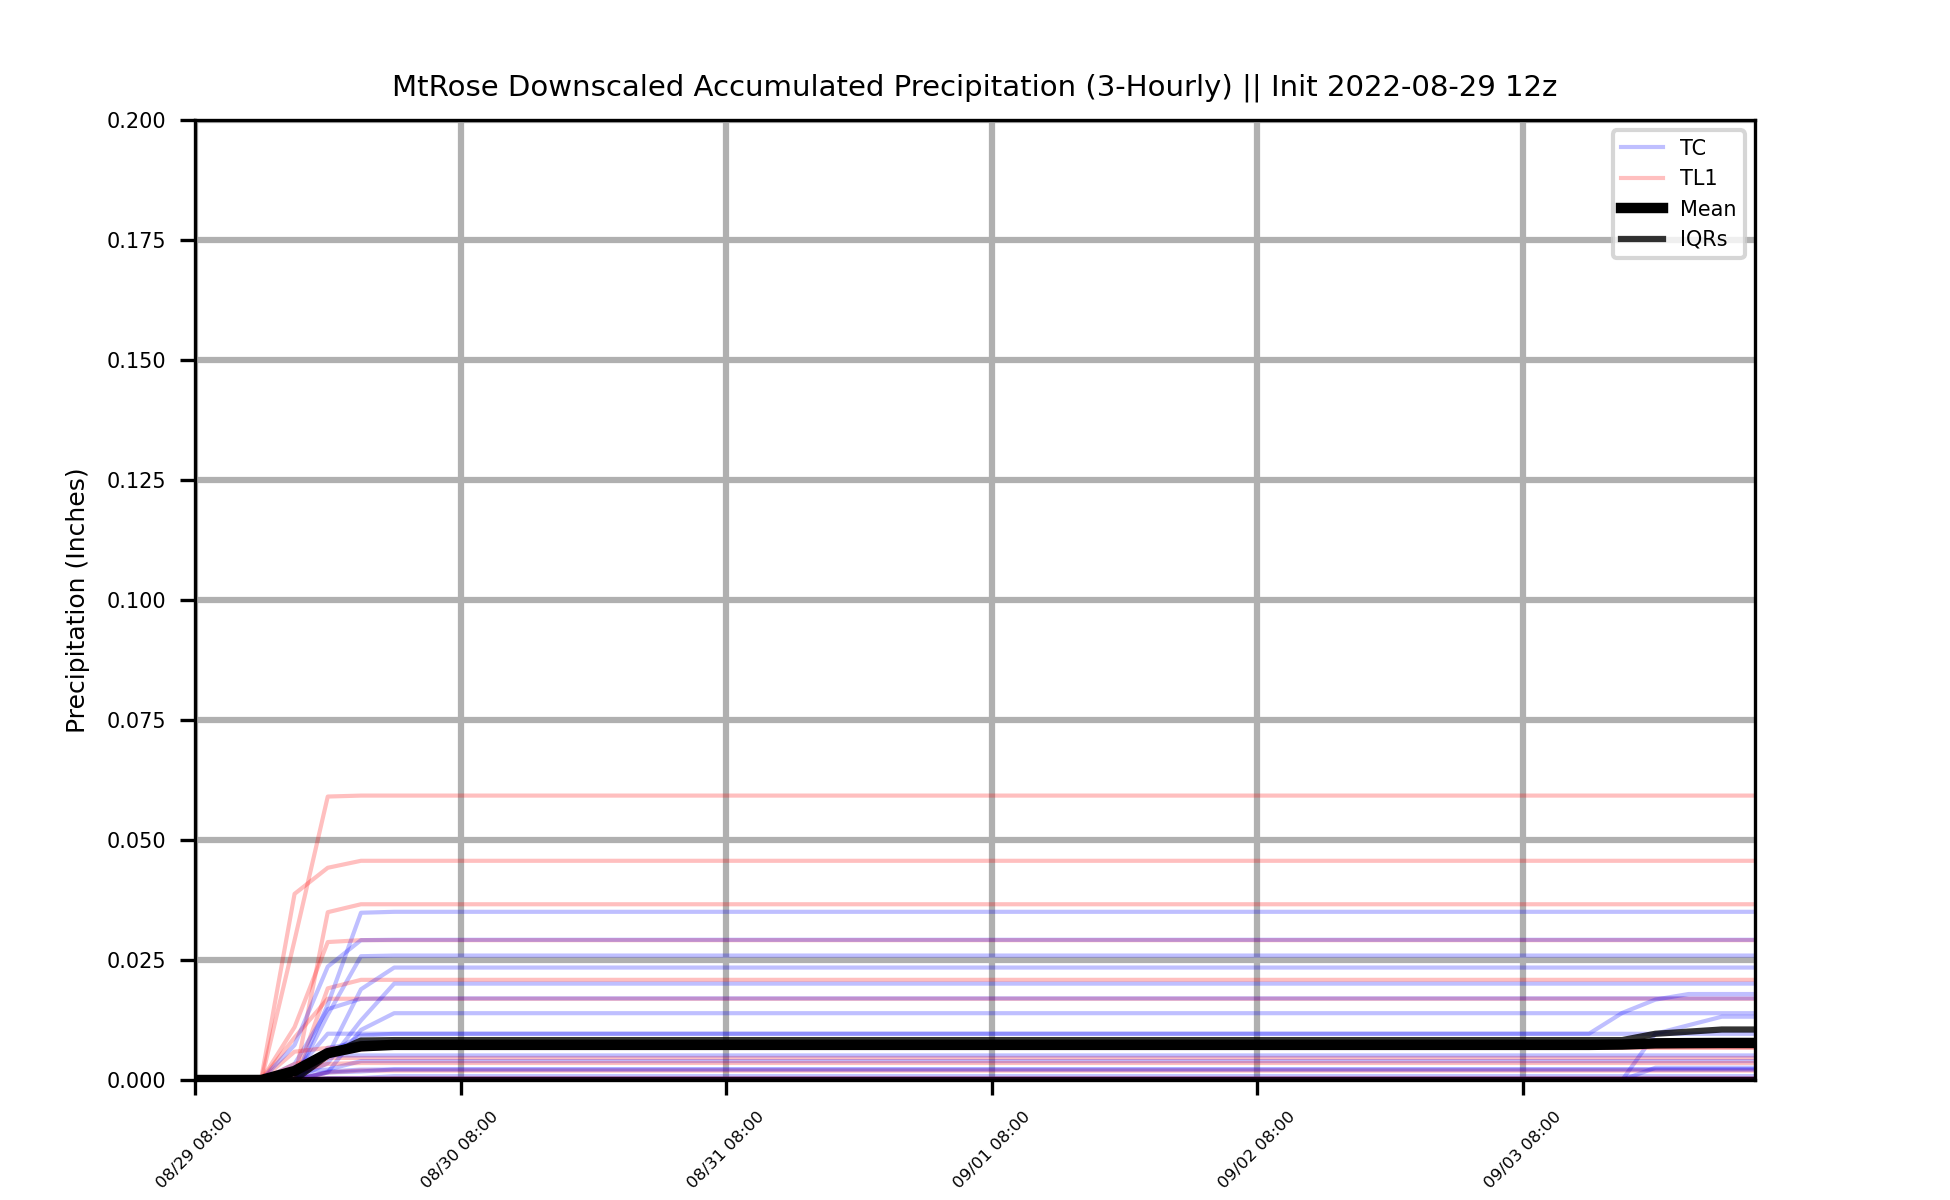 MtRose Downscaled Accumulated Precipitation (3-Hourly) || Init 2022-08-29 12z
TC
TL1
Mean
IQRs
Precipitation (Inches)
0.200
0.175
0.150
0.125
0.100
0.075
0.050
0.025
0.000
08/29 08:00
08/30 08:00
08/31 08:00
09/01 08:00
09/02 08:00
09/03 08:00